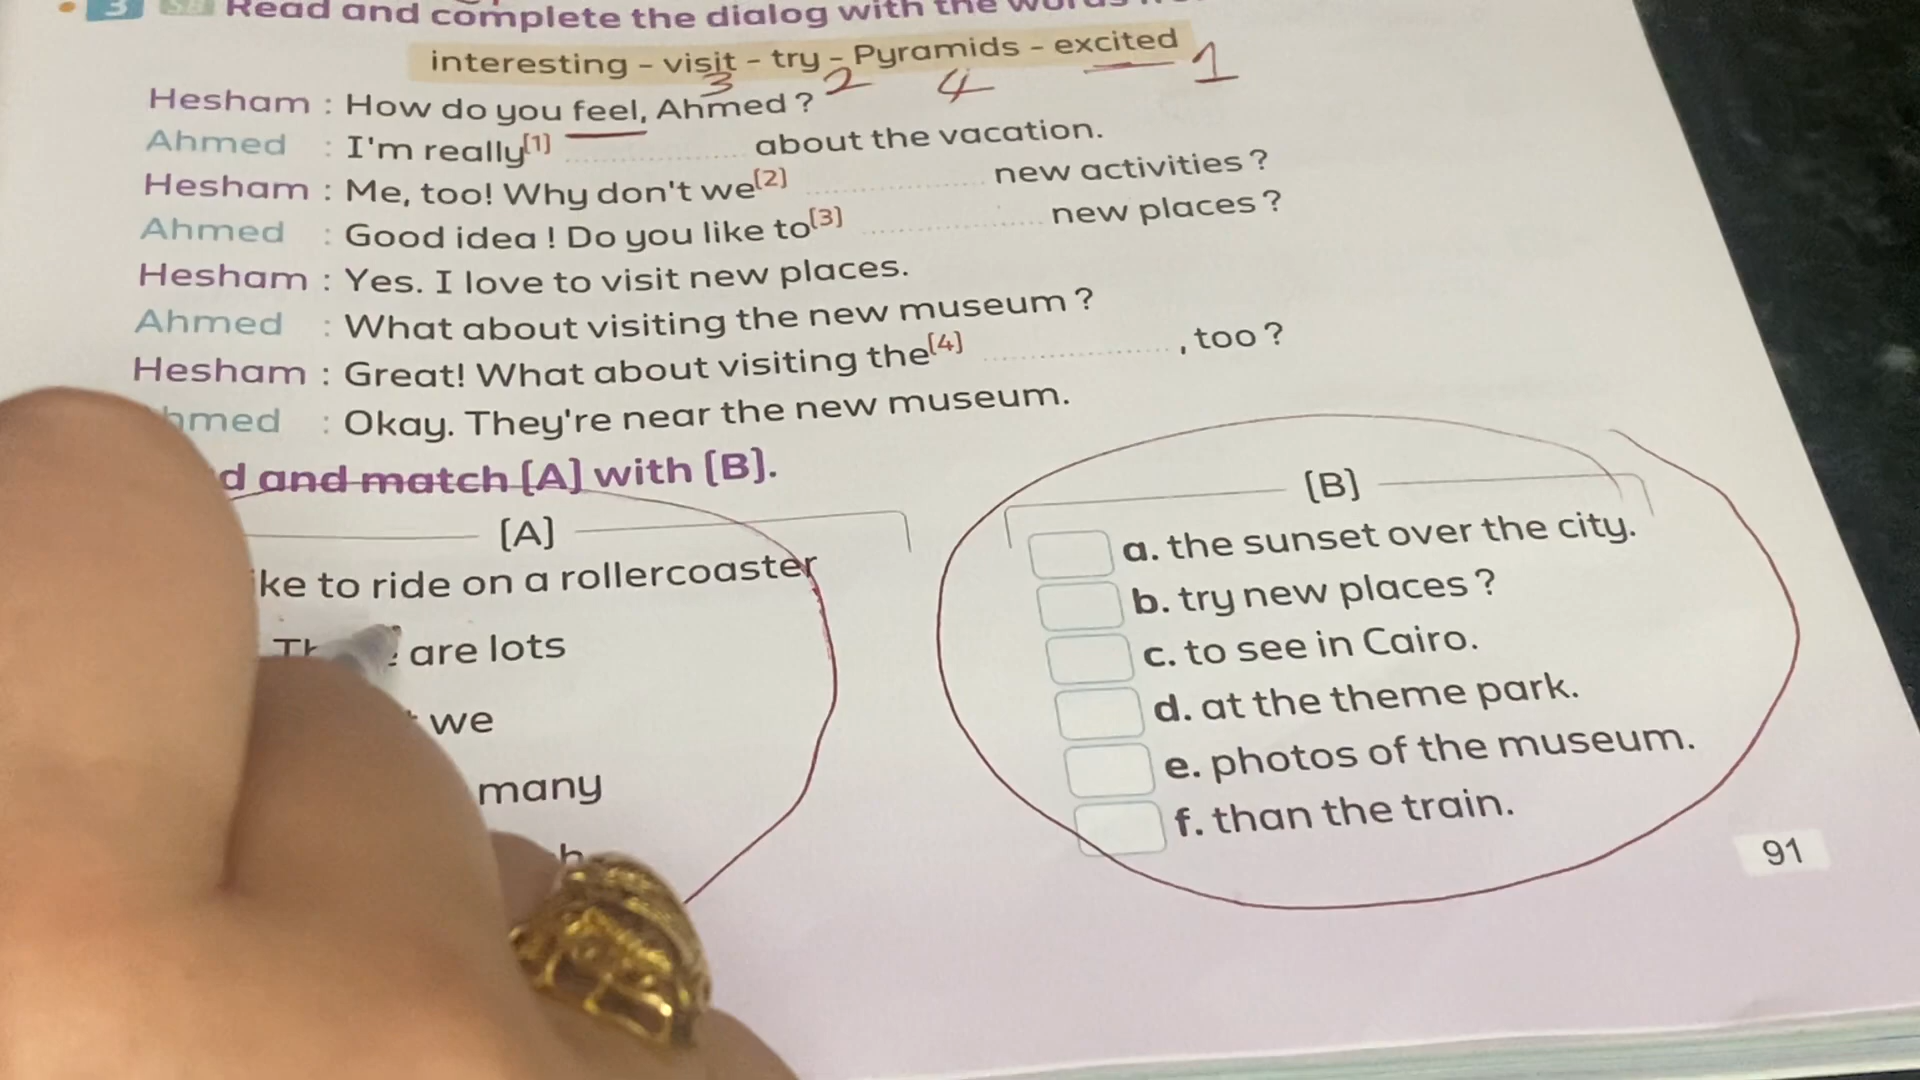 3 Read and complete the dialog with the
interesting - visit - try - Pyramids - excited
3 2 4 1
Hesham : How do you feel, Ahmed ?
Ahmed : I'm really[1] .................... about the vacation.
Hesham : Me, too! Why don't we[2] .................... new activities ?
Ahmed : Good idea ! Do you like to[3] .................... new places ?
Hesham : Yes. I love to visit new places.
Ahmed : What about visiting the new museum ?
Hesham : Great! What about visiting the[4] .................... , too ?
hmed : Okay. They're near the new museum.
d and match [A] with [B].
[A]
ke to ride on a rollercoaster
are lots
we
many
[B]
a. the sunset over the city.
b. try new places ?
c. to see in Cairo.
d. at the theme park.
e. photos of the museum.
f. than the train.
91